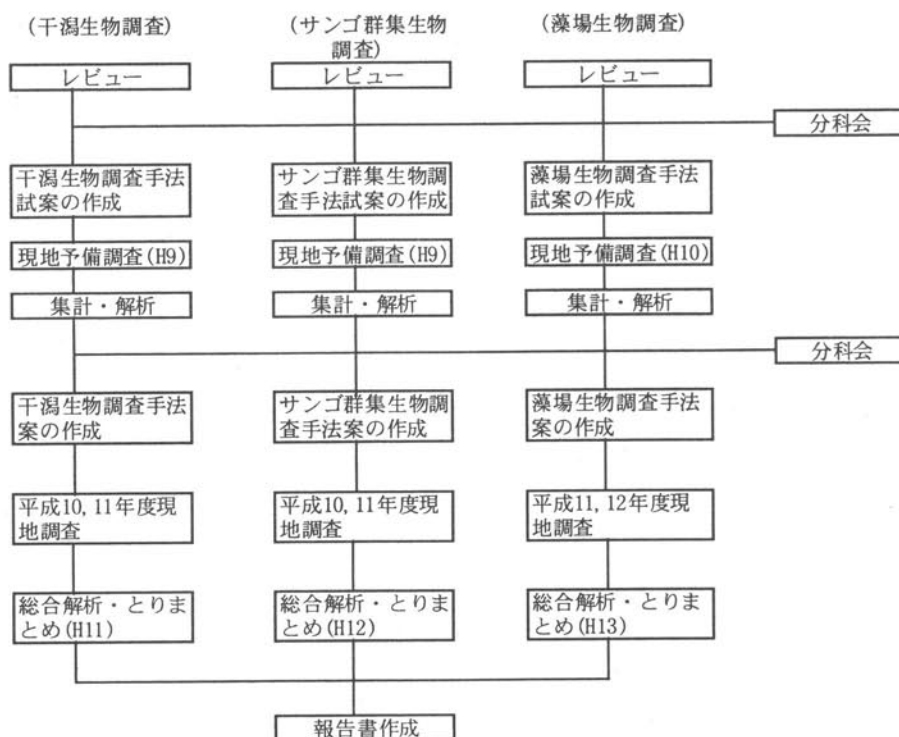 (干潟生物調査)
(サンゴ群集生物
調査)
(藻場生物調査)
レビュー
レビュー
レビュー
分科会
干潟生物調査手法
試案の作成
サンゴ群集生物調
査手法試案の作成
藻場生物調査手法
試案の作成
現地予備調査(H9)
現地予備調査(H9)
現地予備調査(H10)
集計・解析
集計・解析
集計・解析
分科会
干潟生物調査手法
案の作成
サンゴ群集生物調
査手法案の作成
藻場生物調査手法
案の作成
平成10,11年度現
地調査
平成10,11年度現
地調査
平成11,12年度現
地調査
総合解析・とりま
とめ(H11)
総合解析・とりま
とめ(H12)
総合解析・とりま
とめ(H13)
報告書作成